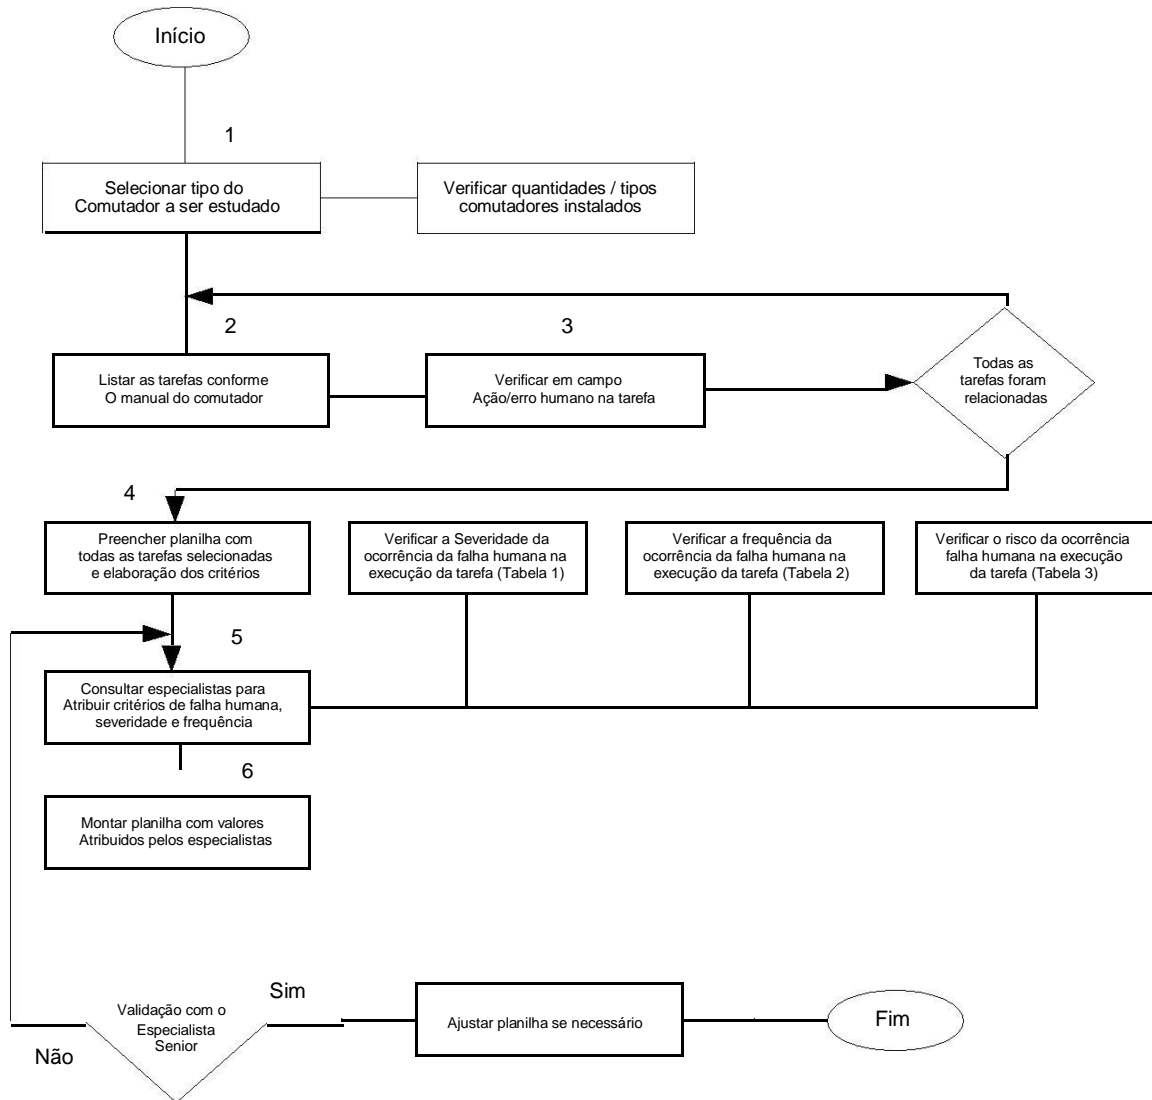 Início
1
Selecionar tipo do
Comutador a ser estudado
Verificar quantidades / tipos
comutadores instalados
2
3
Listar as tarefas conforme
O manual do comutador
Verificar em campo
Ação/erro humano na tarefa
Todas as
tarefas foram
relacionadas
4
Preencher planilha com
todas as tarefas selecionadas
e elaboração dos critérios
Verificar a Severidade da
ocorrência da falha humana na
execução da tarefa (Tabela 1)
Verificar a frequência da
ocorrência da falha humana na
execução da tarefa (Tabela 2)
Verificar o risco da ocorrência
falha humana na execução
da tarefa (Tabela 3)
5
Consultar especialistas para
Atribuir critérios de falha humana,
severidade e frequência
6
Montar planilha com valores
Atribuidos pelos especialistas
Validação com o
Especialista
Senior
Sim
Não
Ajustar planilha se necessário
Fim